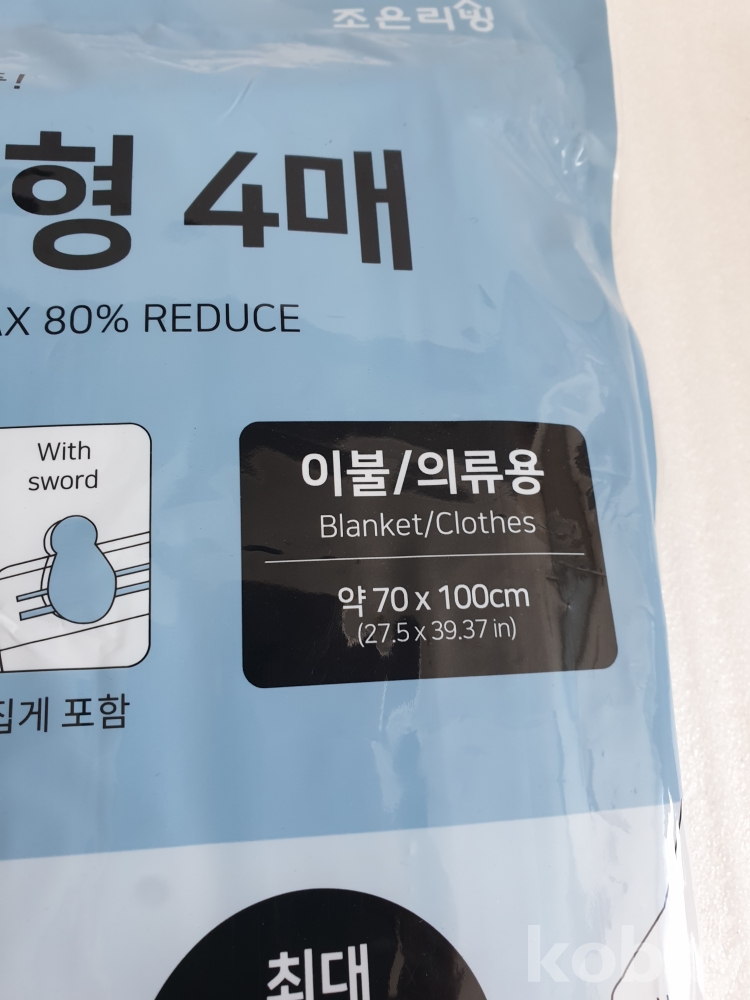 조은리빙
!
형 4매
AX 80% REDUCE
With
sword
이불/의류용
Blanket/Clothes
약 70 x 100cm
(27.5 x 39.37 in)
집게 포함
최대